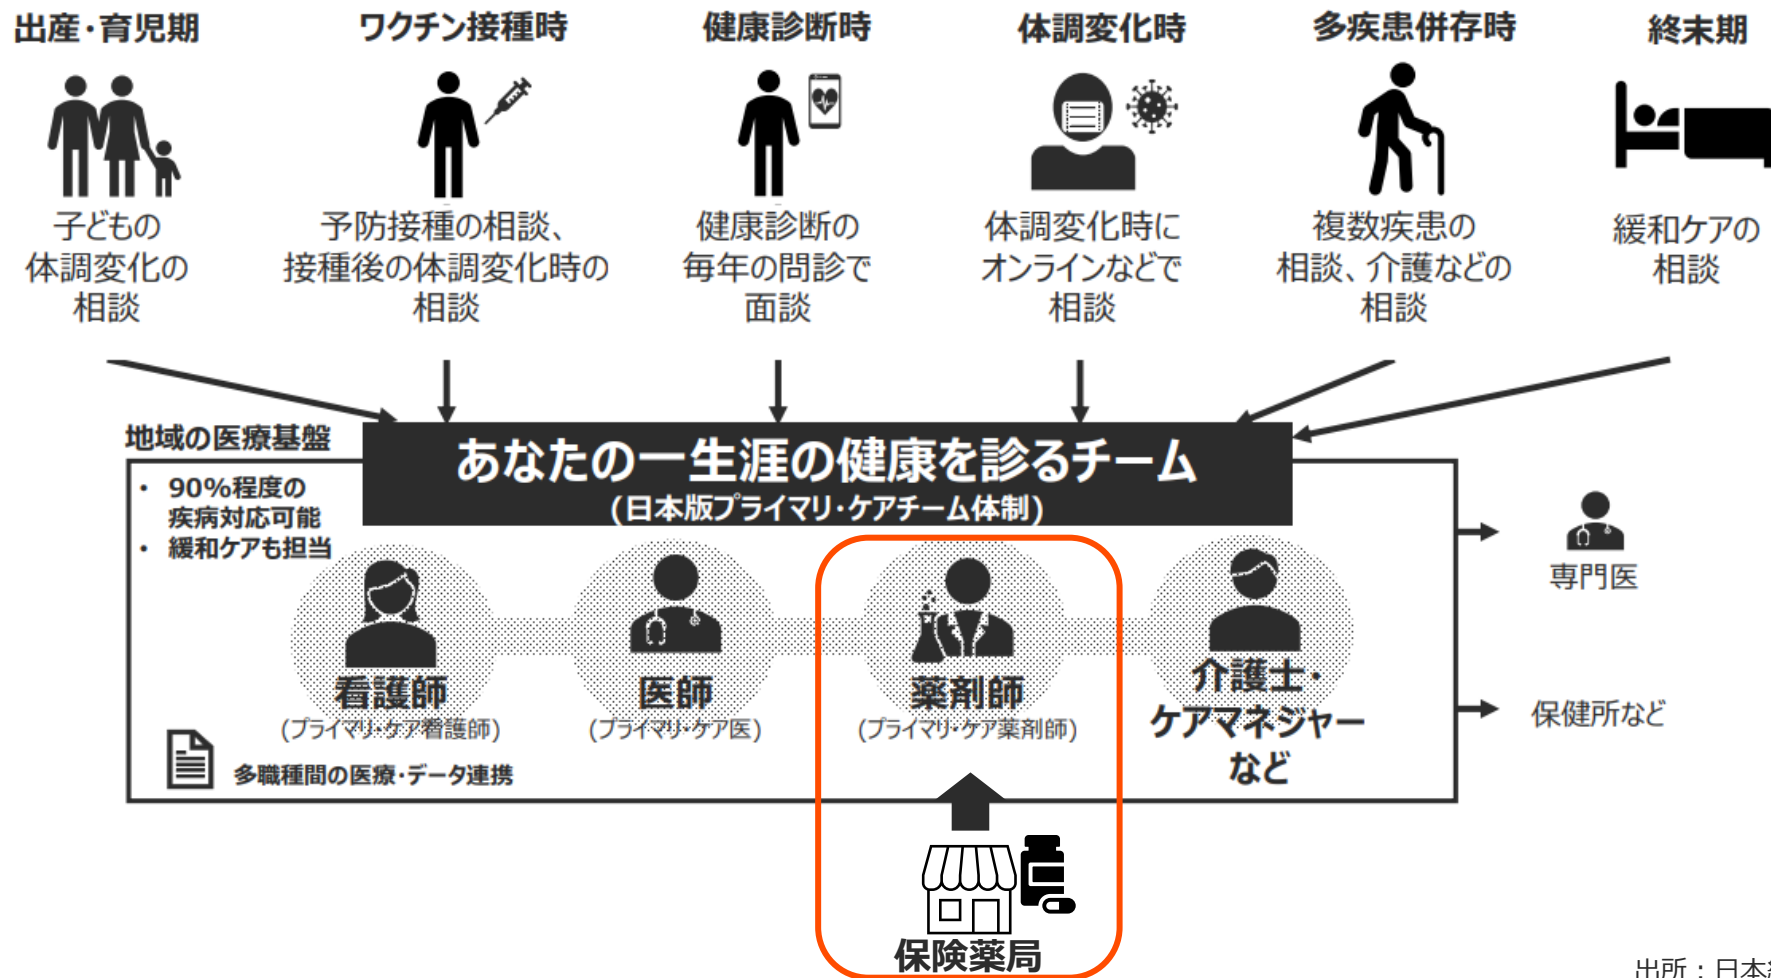 出産・育児期
ワクチン接種時
健康診断時
体調変化時
多疾患併存時
終末期
子どもの
体調変化の
相談
予防接種の相談、
接種後の体調変化時の
相談
健康診断の
毎年の問診で
面談
体調変化時に
オンラインなどで
相談
複数疾患の
相談、介護などの
相談
緩和ケアの
相談
地域の医療基盤
あなたの一生涯の健康を診るチーム
(日本版プライマリ・ケアチーム体制)
・ 90%程度の
疾病対応可能
・ 緩和ケアも担当
看護師
(プライマリ・ケア看護師)
医師
(プライマリ・ケア医)
薬剤師
(プライマリ・ケア薬剤師)
介護士・
ケアマネジャー
など
多職種間の医療・データ連携
専門医
保健所など
保険薬局
出所：日本